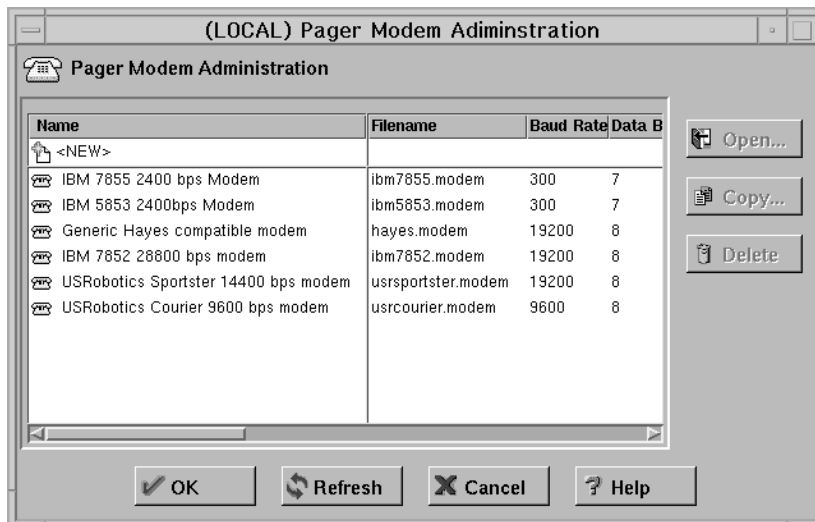 (LOCAL) Pager Modem Adiminstration
Pager Modem Administration
Name Filename Baud Rate Data B
<NEW>
IBM 7855 2400 bps Modem ibm7855.modem 300 7
IBM 5853 2400bps Modem ibm5853.modem 300 7
Generic Hayes compatible modem hayes.modem 19200 8
IBM 7852 28800 bps modem ibm7852.modem 19200 8
USRobotics Sportster 14400 bps modem usrsportster.modem 19200 8
USRobotics Courier 9600 bps modem usrcourier.modem 9600 8
Open...
Copy...
Delete
OK Refresh Cancel Help